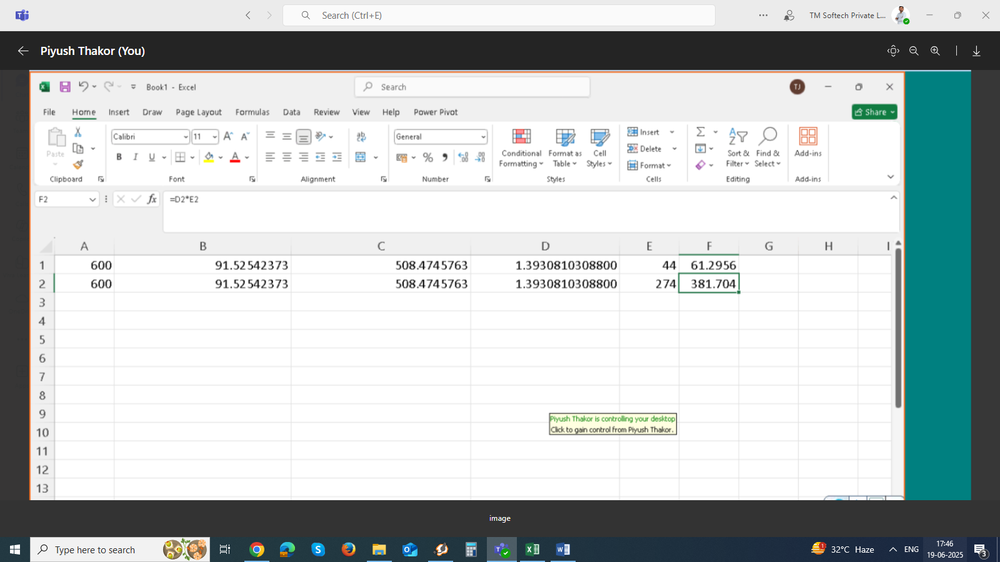 Search (Ctrl+E)
TM Softech Private L...
Piyush Thakor (You)
Book1 - Excel
Search
TJ
File Home Insert Draw Page Layout Formulas Data Review View Help Power Pivot
Share
Paste
Calibri 11
General
B I U
Conditional Formatting
Format as Table
Cell Styles
Insert
Delete
Format
Sort & Filter
Find & Select
Add-ins
Clipboard Font Alignment Number Styles Cells Editing Add-ins
F2 fx =D2*E2
A B C D E F G H I
1 600 91.52542373 508.4745763 1.3930810308800 44 61.2956
2 600 91.52542373 508.4745763 1.3930810308800 274 381.704
3
4
5
6
7
8
9
10
11
12
13
Piyush Thakor is controlling your desktop
Click to gain control from Piyush Thakor.
image
Type here to search
32°C Haze
ENG
17:46
19-06-2025
3